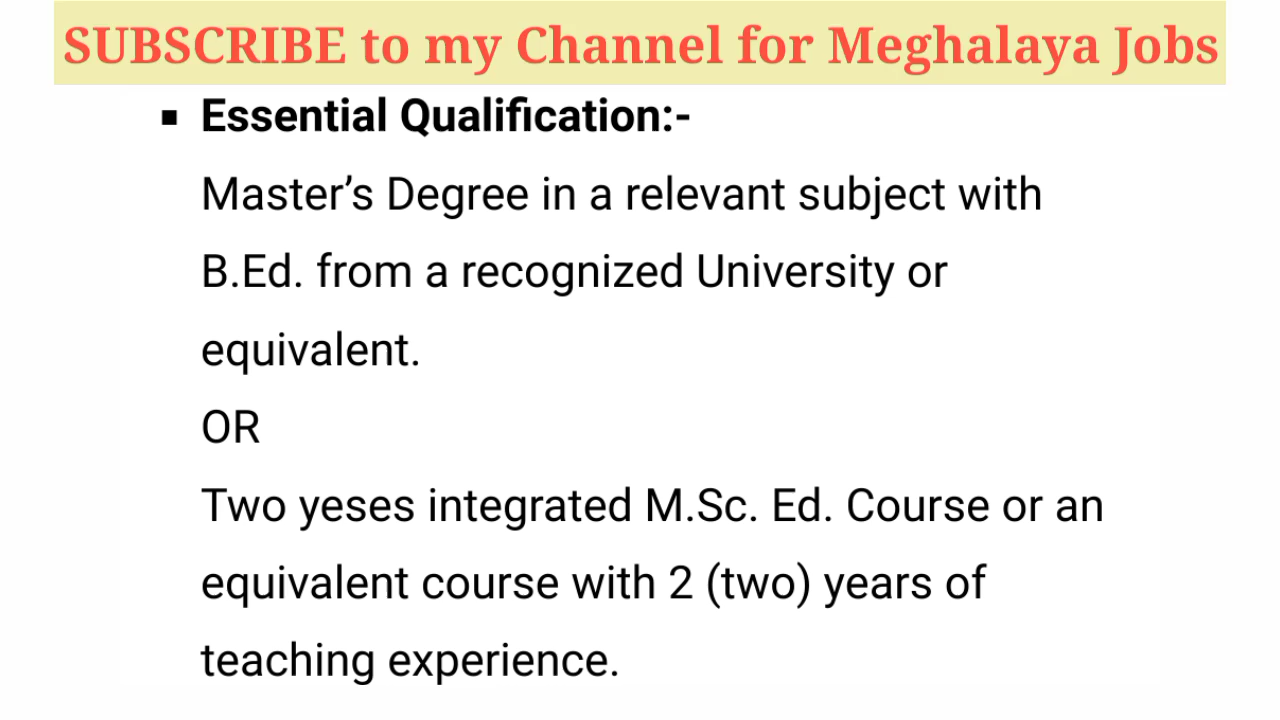 SUBSCRIBE to my Channel for Meghalaya Jobs
▪ Essential Qualification:-
Master’s Degree in a relevant subject with
B.Ed. from a recognized University or
equivalent.
OR
Two yeses integrated M.Sc. Ed. Course or an
equivalent course with 2 (two) years of
teaching experience.